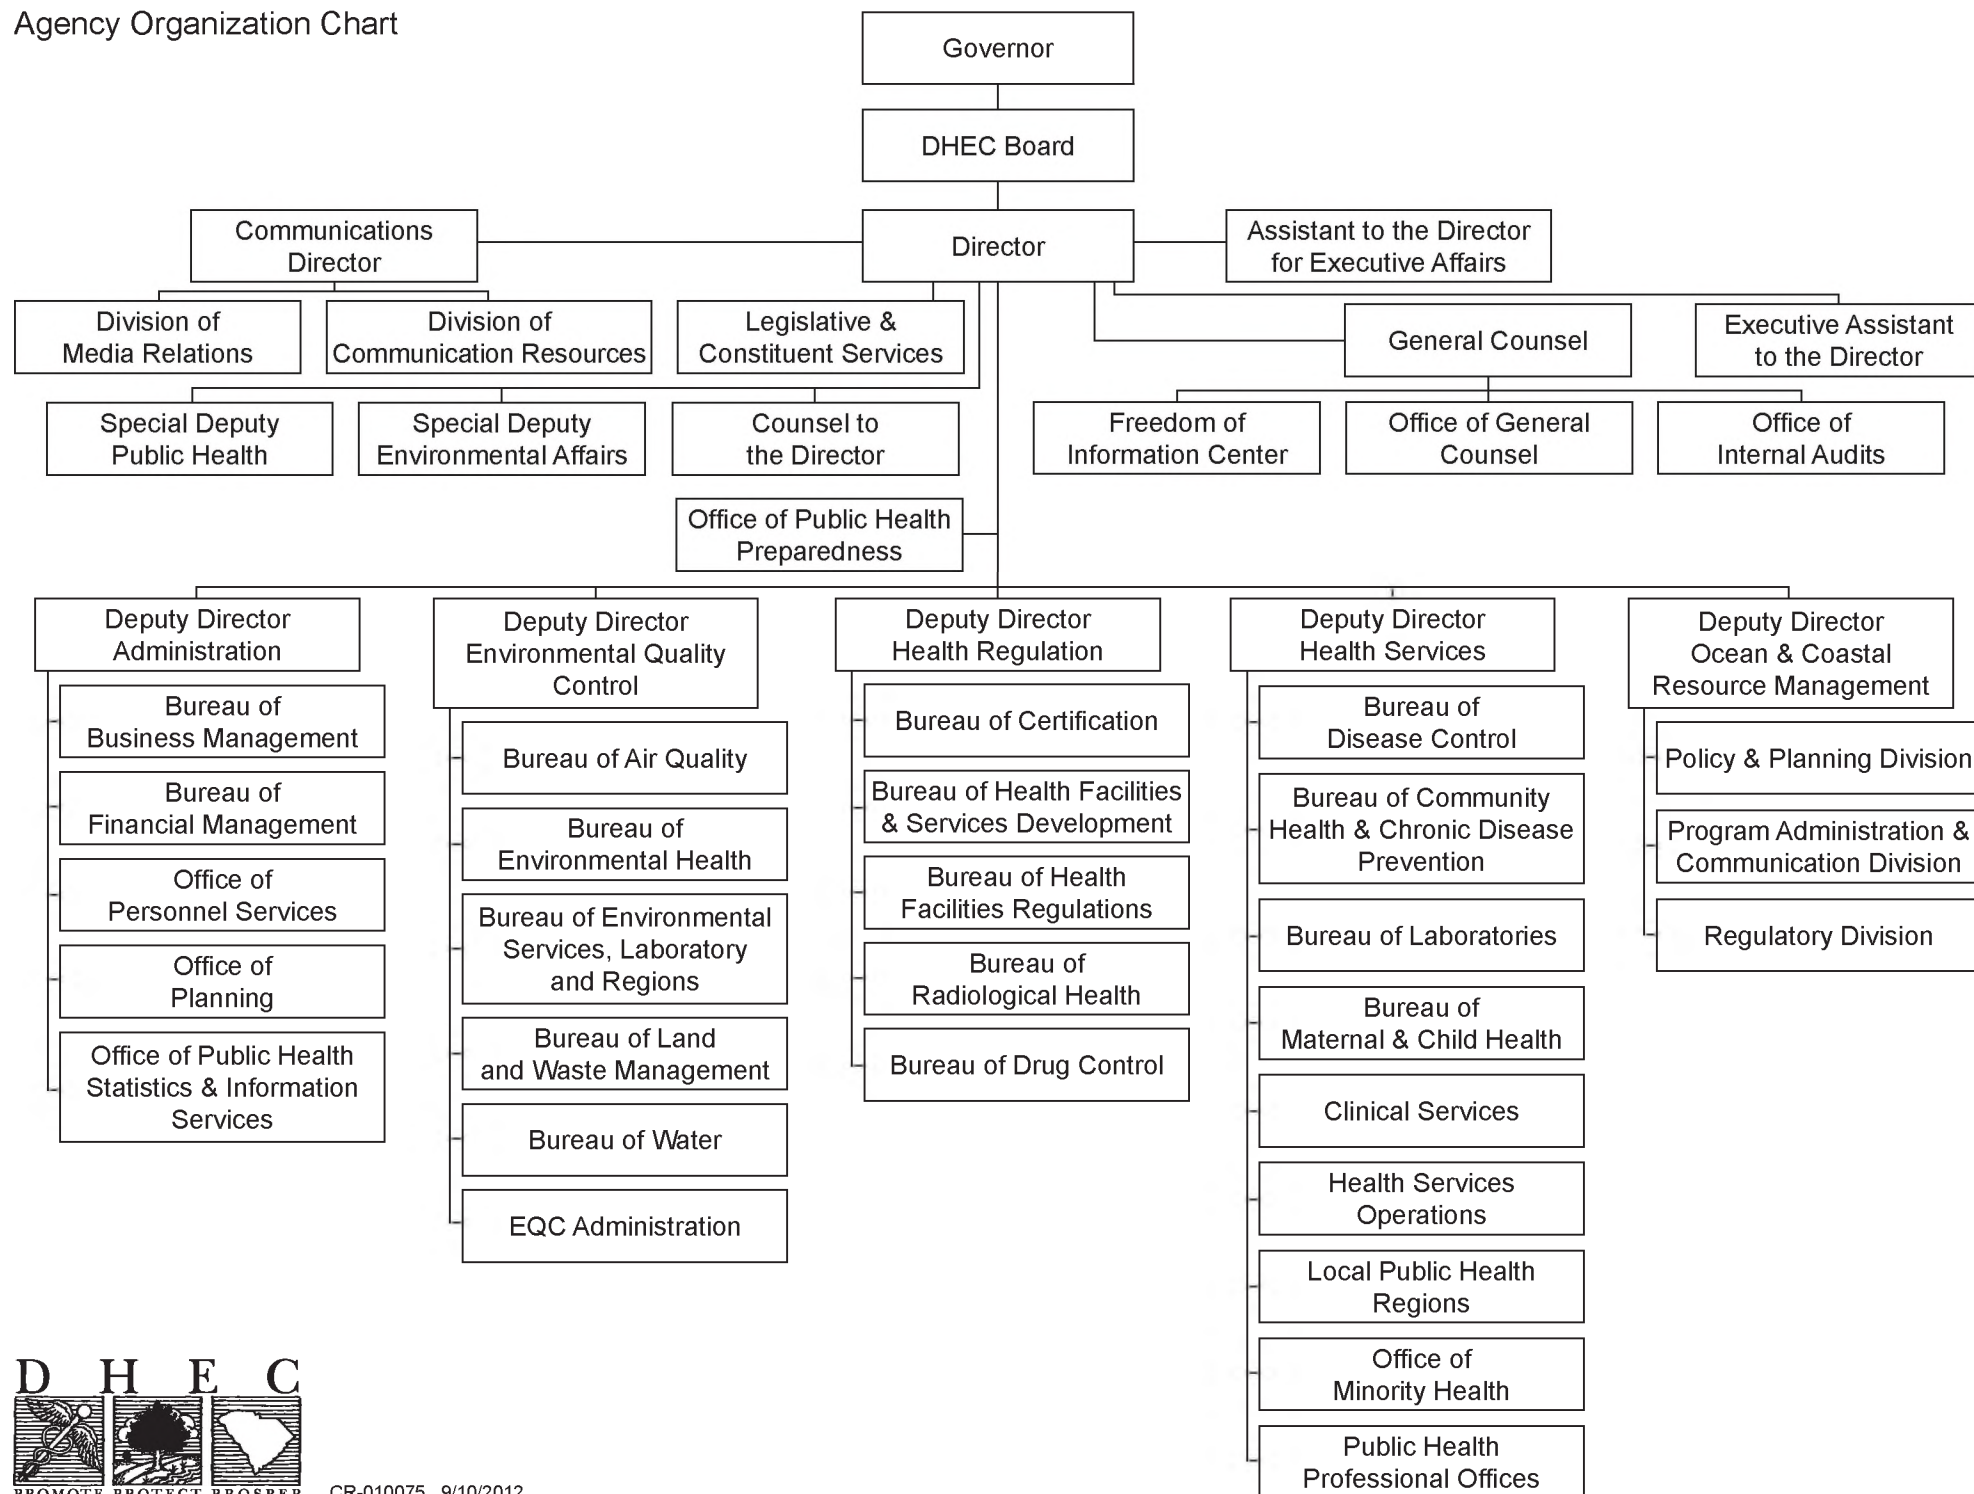 Agency Organization Chart
Governor
DHEC Board
Communications
Director
Director
Assistant to the Director
for Executive Affairs
Division of
Media Relations
Division of
Communication Resources
Legislative &
Constituent Services
General Counsel
Executive Assistant
to the Director
Special Deputy
Public Health
Special Deputy
Environmental Affairs
Counsel to
the Director
Freedom of
Information Center
Office of General
Counsel
Office of
Internal Audits
Office of Public Health
Preparedness
Deputy Director
Administration
Bureau of
Business Management
Bureau of
Financial Management
Office of
Personnel Services
Office of
Planning
Office of Public Health
Statistics & Information
Services
Deputy Director
Environmental Quality
Control
Bureau of Air Quality
Bureau of
Environmental Health
Bureau of Environmental
Services, Laboratory
and Regions
Bureau of Land
and Waste Management
Bureau of Water
EQC Administration
Deputy Director
Health Regulation
Bureau of Certification
Bureau of Health Facilities
& Services Development
Bureau of Health
Facilities Regulations
Bureau of
Radiological Health
Bureau of Drug Control
Deputy Director
Health Services
Bureau of
Disease Control
Bureau of Community
Health & Chronic Disease
Prevention
Bureau of Laboratories
Bureau of
Maternal & Child Health
Clinical Services
Health Services
Operations
Local Public Health
Regions
Office of
Minority Health
Public Health
Professional Offices
Deputy Director
Ocean & Coastal
Resource Management
Policy & Planning Division
Program Administration &
Communication Division
Regulatory Division
D H E C
PROMOTE PROTECT PROSPER
CR-010075 9/10/2012